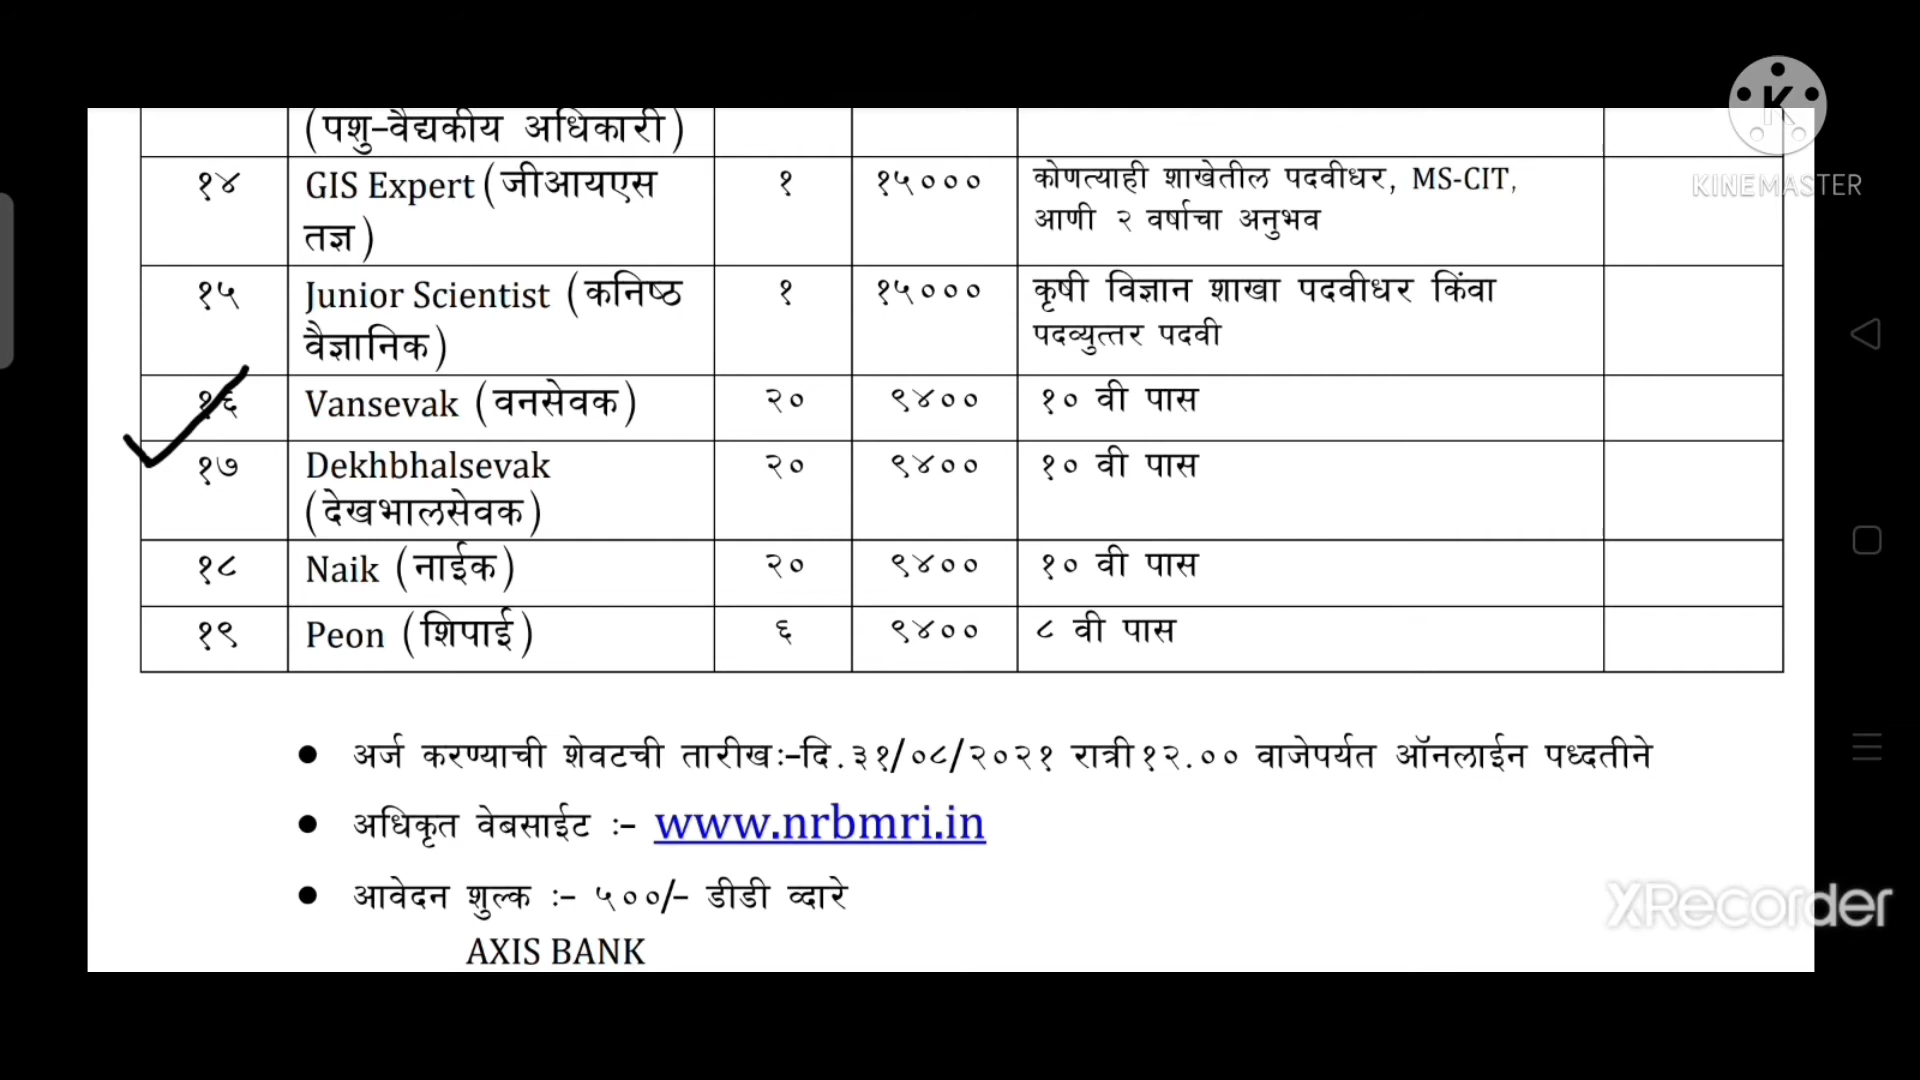 (पशु-वैद्यकीय अधिकारी)
K
KINEMASTER
१४ GIS Expert (जीआयएस १ १५००० कोणत्याही शाखेतील पदवीधर, MS-CIT,
तज्ञ) आणी २ वर्षाचा अनुभव
१५ Junior Scientist (कनिष्ठ १ १५००० कृषी विज्ञान शाखा पदवीधर किंवा
वैज्ञानिक) पदव्युत्तर पदवी
१६ Vansevak (वनसेवक) २० ९४०० १० वी पास
१७ Dekhbhalsevak २० ९४०० १० वी पास
(देखभालसेवक)
१८ Naik (नाईक) २० ९४०० १० वी पास
१९ Peon (शिपाई) ६ ९४०० ८ वी पास
● अर्ज करण्याची शेवटची तारीख:-दि.३१/०८/२०२१ रात्री१२.०० वाजेपर्यत ऑनलाईन पध्दतीने
● अधिकृत वेबसाईट :- www.nrbmri.in
● आवेदन शुल्क :- ५००/- डीडी व्दारे
XRecorder
AXIS BANK